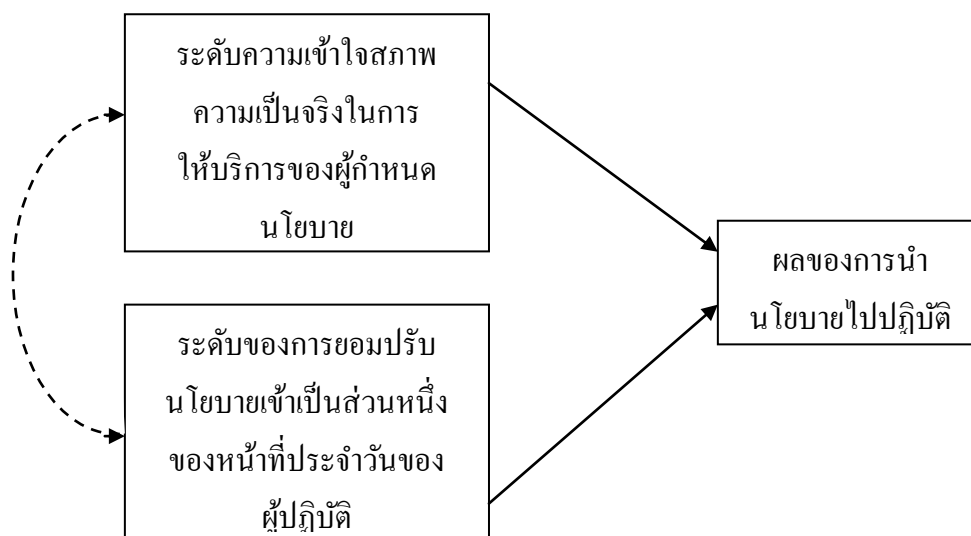 ระดับความเข้าใจสภาพ
ความเป็นจริงในการ
ให้บริการของผู้กำหนด
นโยบาย
ระดับของการยอมปรับ
นโยบายเข้าเป็นส่วนหนึ่ง
ของหน้าที่ประจำวันของ
ผู้ปฏิบัติ
ผลของการนำ
นโยบายไปปฏิบัติ